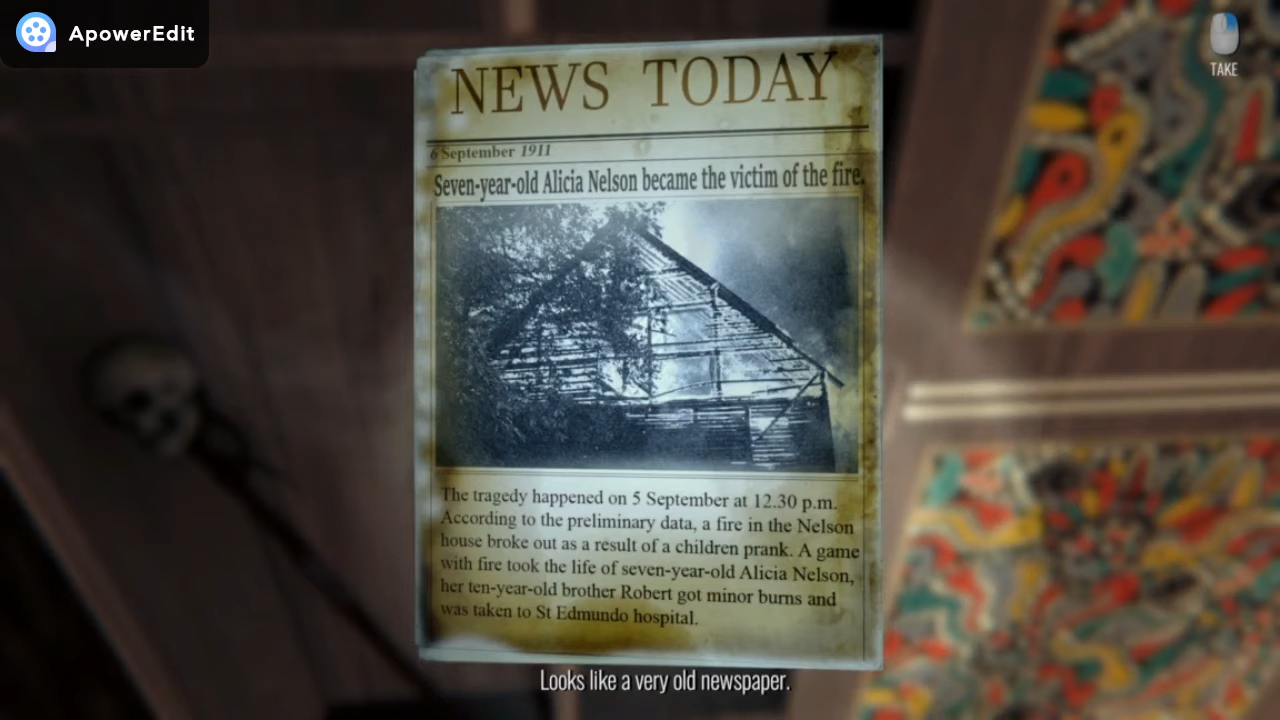 ApowerEdit
TAKE
NEWS TODAY
6 September 1911
Seven-year-old Alicia Nelson became the victim of the fire.
The tragedy happened on 5 September at 12.30 p.m.
According to the preliminary data, a fire in the Nelson
house broke out as a result of a children prank. A game
with fire took the life of seven-year-old Alicia Nelson,
her ten-year-old brother Robert got minor burns and
was taken to St Edmundo hospital.
Looks like a very old newspaper.